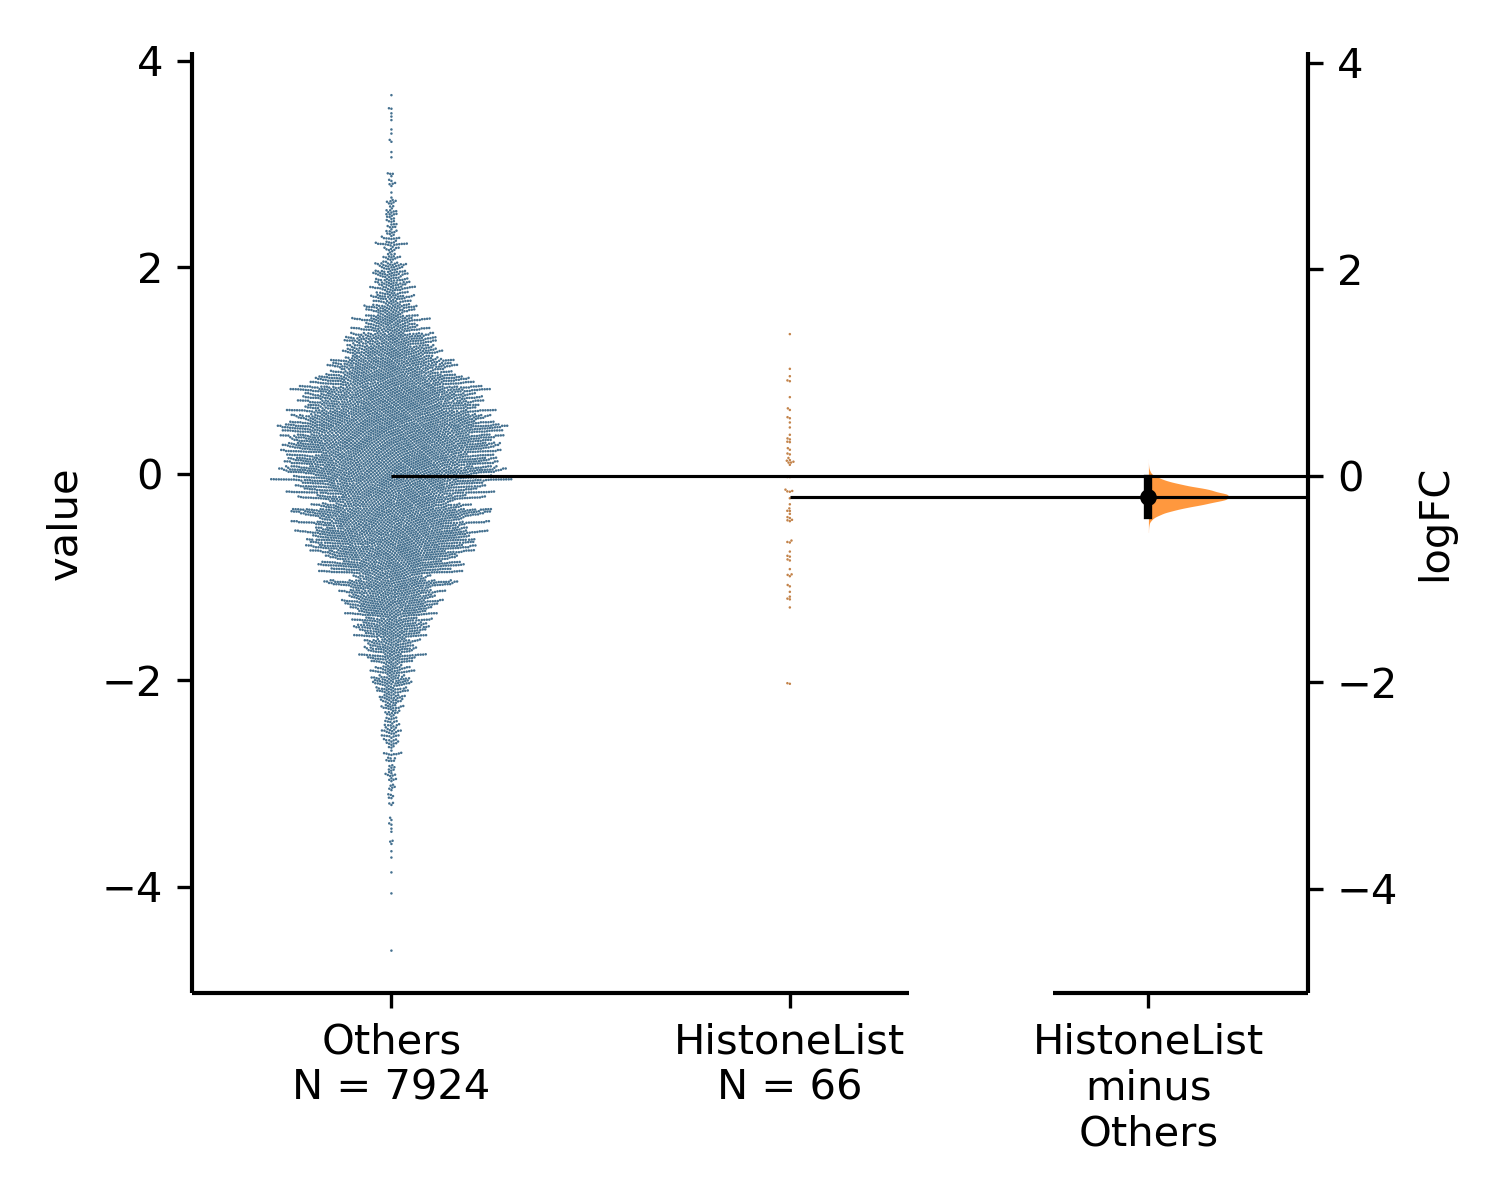 4
2
0
−2
−4
value
4
2
0
−2
−4
logFC
Others
N = 7924
HistoneList
N = 66
HistoneList
minus
Others